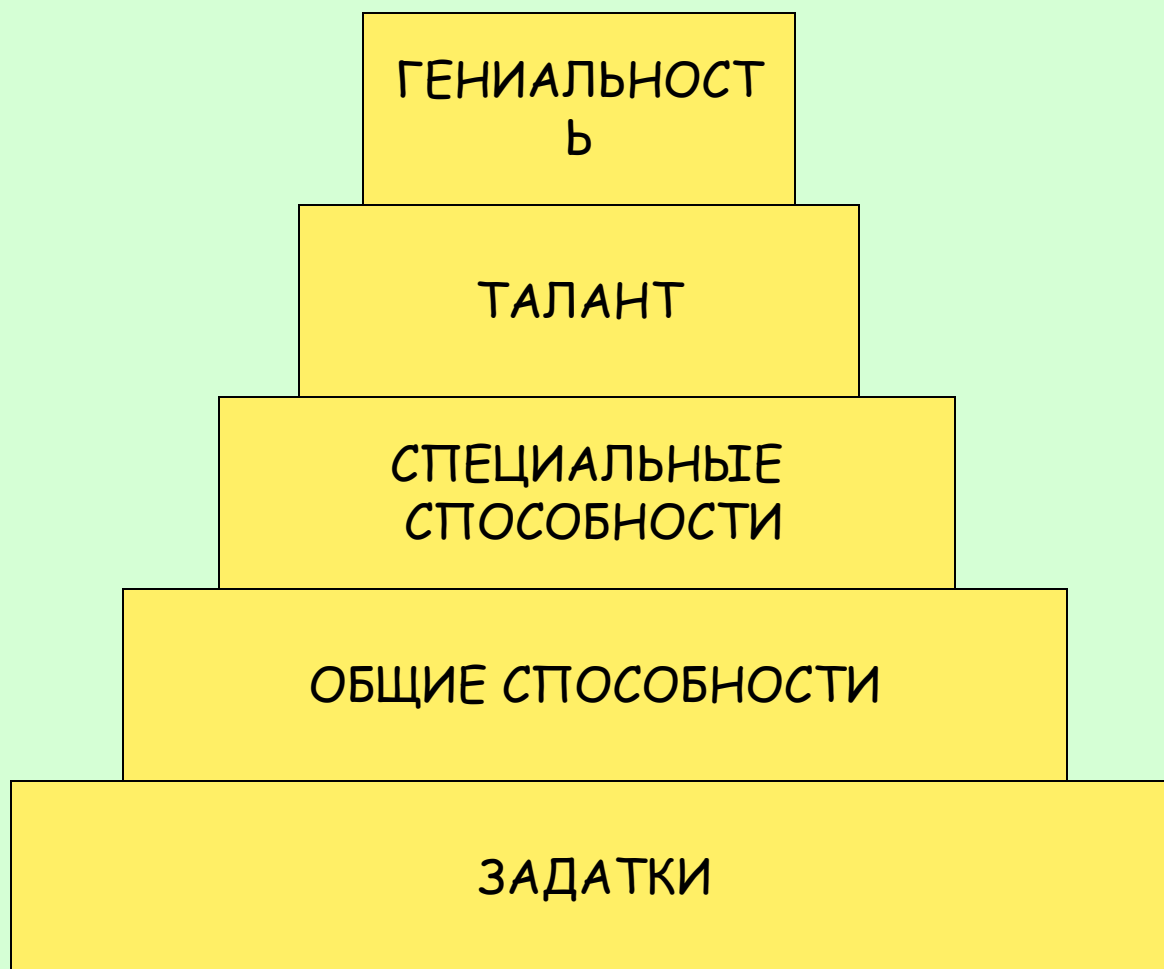 ГЕНИАЛЬНОСТ
Ь
ТАЛАНТ
СПЕЦИАЛЬНЫЕ
СПОСОБНОСТИ
ОБЩИЕ СПОСОБНОСТИ
ЗАДАТКИ